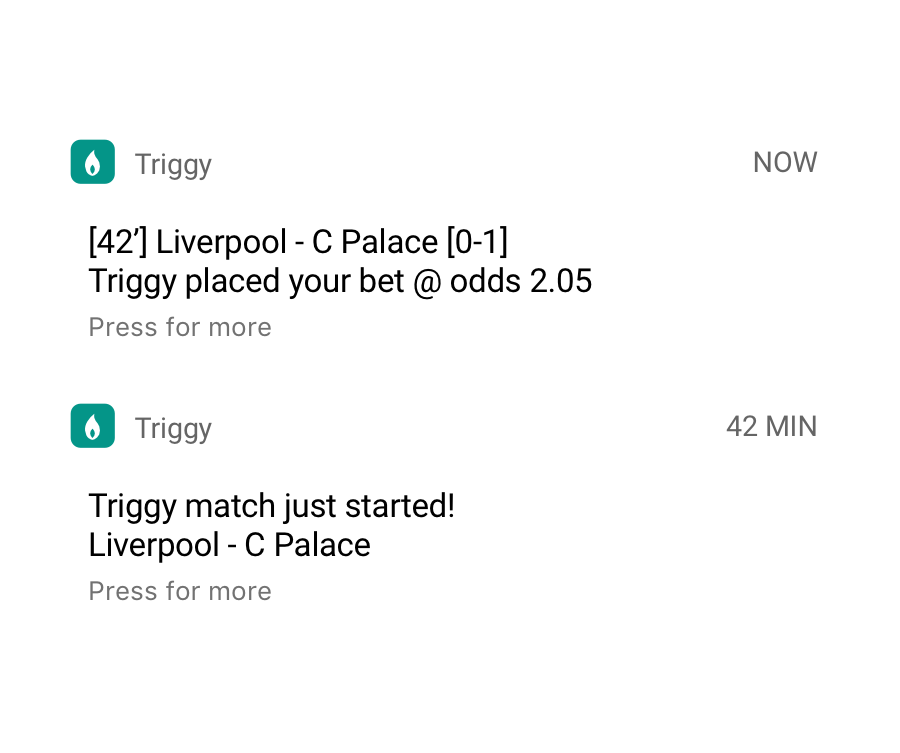 Triggy NOW
[42’] Liverpool - C Palace [0-1]
Triggy placed your bet @ odds 2.05
Press for more
Triggy 42 MIN
Triggy match just started!
Liverpool - C Palace
Press for more